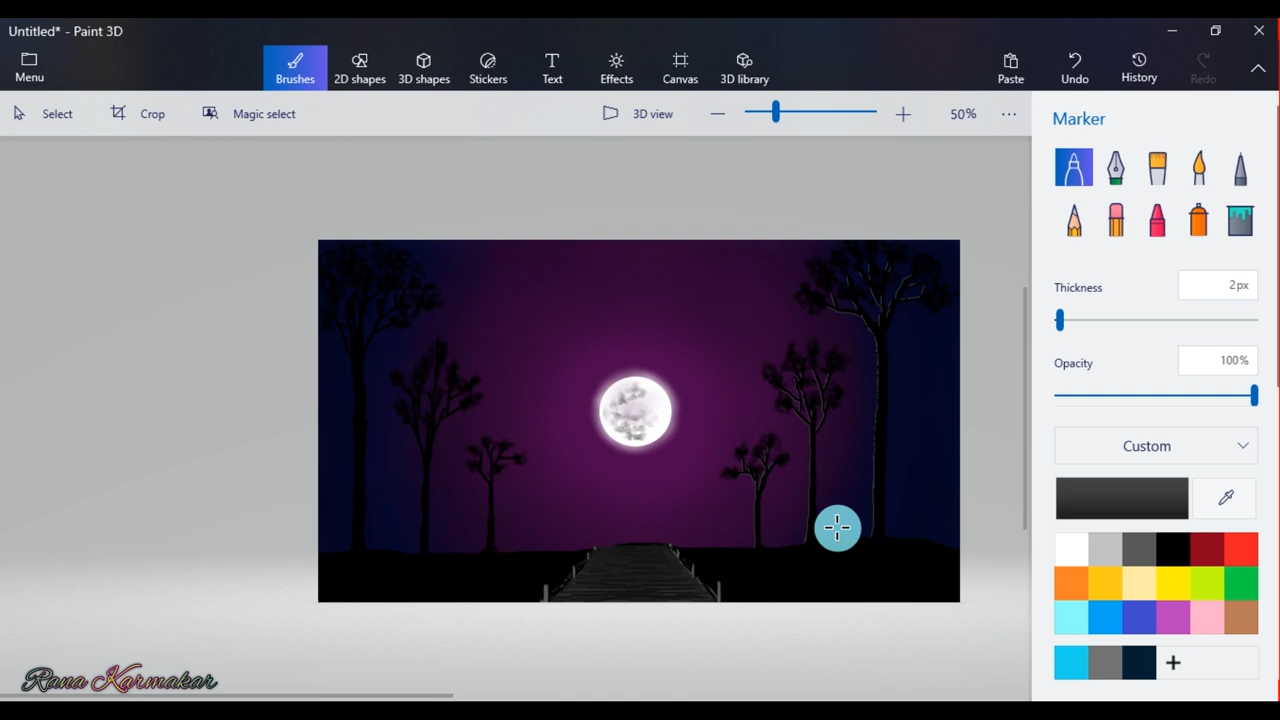 Untitled* - Paint 3D
Menu
Brushes
2D shapes
3D shapes
Stickers
Text
Effects
Canvas
3D library
Paste
Undo
History
Redo
Select
Crop
Magic select
3D view
50%
Marker
Thickness
2px
Opacity
100%
Custom
Rana Karmakar